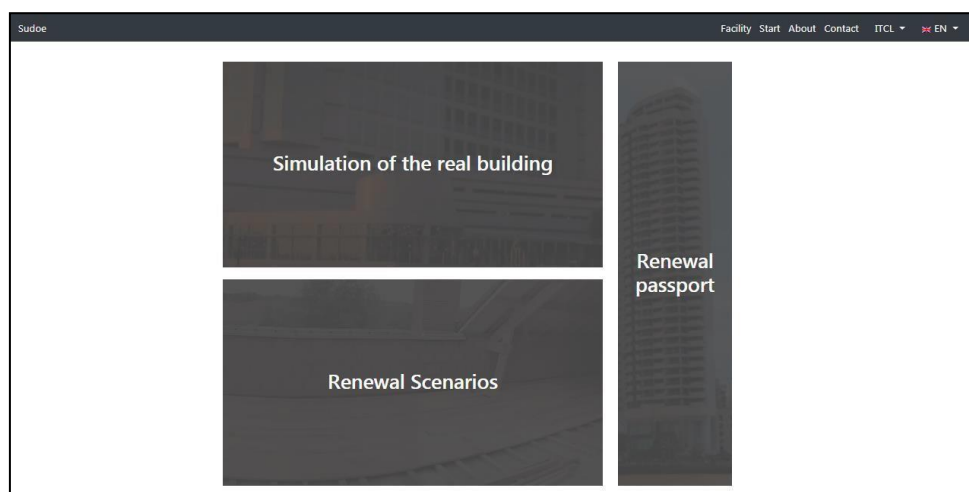 Sudoe
Facility Start About Contact ITCL EN
Simulation of the real building
Renewal
passport
Renewal Scenarios